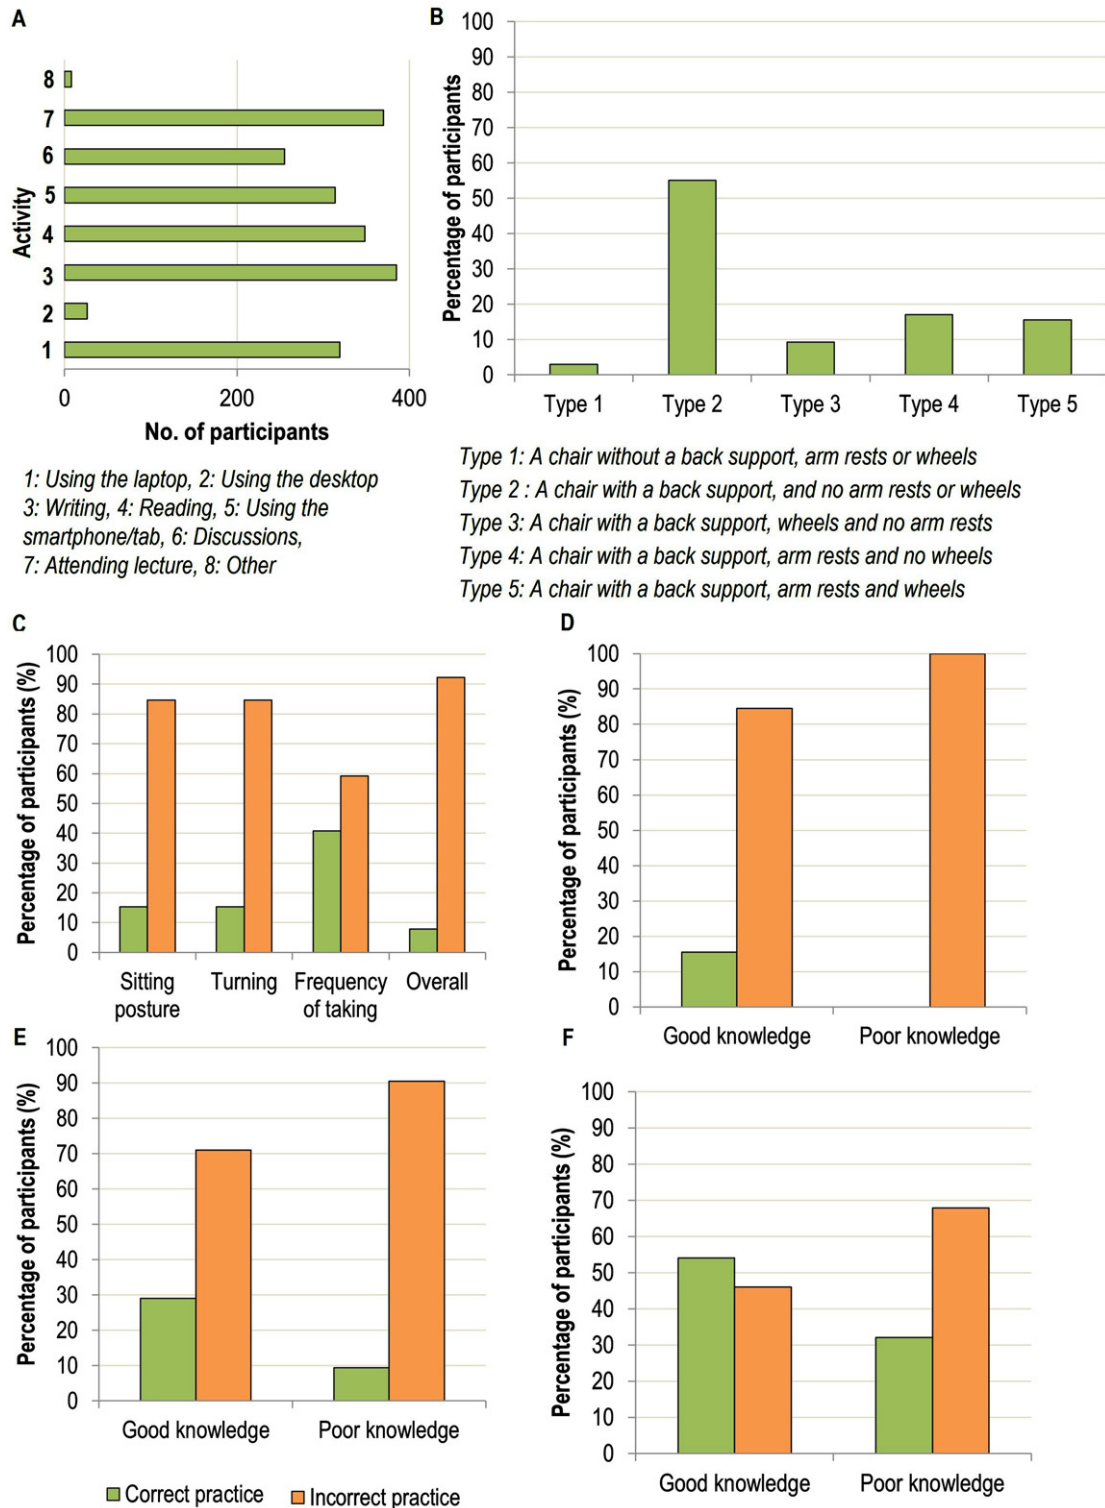 A
Activity
8
7
6
5
4
3
2
1
0
200
400
No. of participants
1: Using the laptop, 2: Using the desktop
3: Writing, 4: Reading, 5: Using the
smartphone/tab, 6: Discussions,
7: Attending lecture, 8: Other
B
Percentage of participants
100
90
80
70
60
50
40
30
20
10
0
Type 1
Type 2
Type 3
Type 4
Type 5
Type 1: A chair without a back support, arm rests or wheels
Type 2 : A chair with a back support, and no arm rests or wheels
Type 3: A chair with a back support, wheels and no arm rests
Type 4: A chair with a back support, arm rests and no wheels
Type 5: A chair with a back support, arm rests and wheels
C
Percentage of participants (%)
100
90
80
70
60
50
40
30
20
10
0
Sitting
posture
Turning
Frequency
of taking
Overall
D
Percentage of participants (%)
100
90
80
70
60
50
40
30
20
10
0
Good knowledge
Poor knowledge
E
Percentage of participants (%)
100
90
80
70
60
50
40
30
20
10
0
Good knowledge
Poor knowledge
F
Percentage of participants (%)
100
90
80
70
60
50
40
30
20
10
0
Good knowledge
Poor knowledge
Correct practice
Incorrect practice